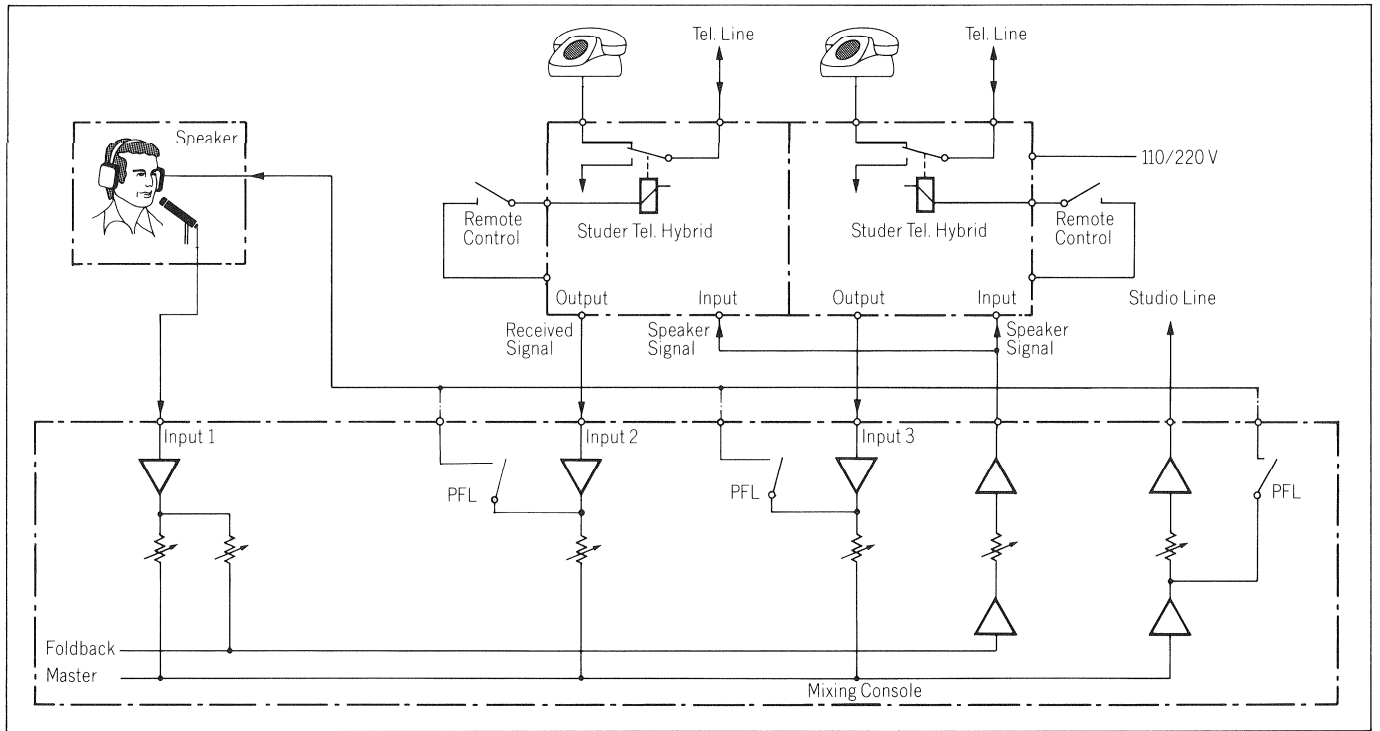 Tel. Line
Tel. Line
Speaker
110/220 V
Remote
Control
Studer Tel. Hybrid
Studer Tel. Hybrid
Remote
Control
Output
Input
Output
Input
Studio Line
Received
Signal
Speaker
Signal
Speaker
Signal
Input 1
Input 2
Input 3
PFL
PFL
PFL
Foldback
Master
Mixing Console